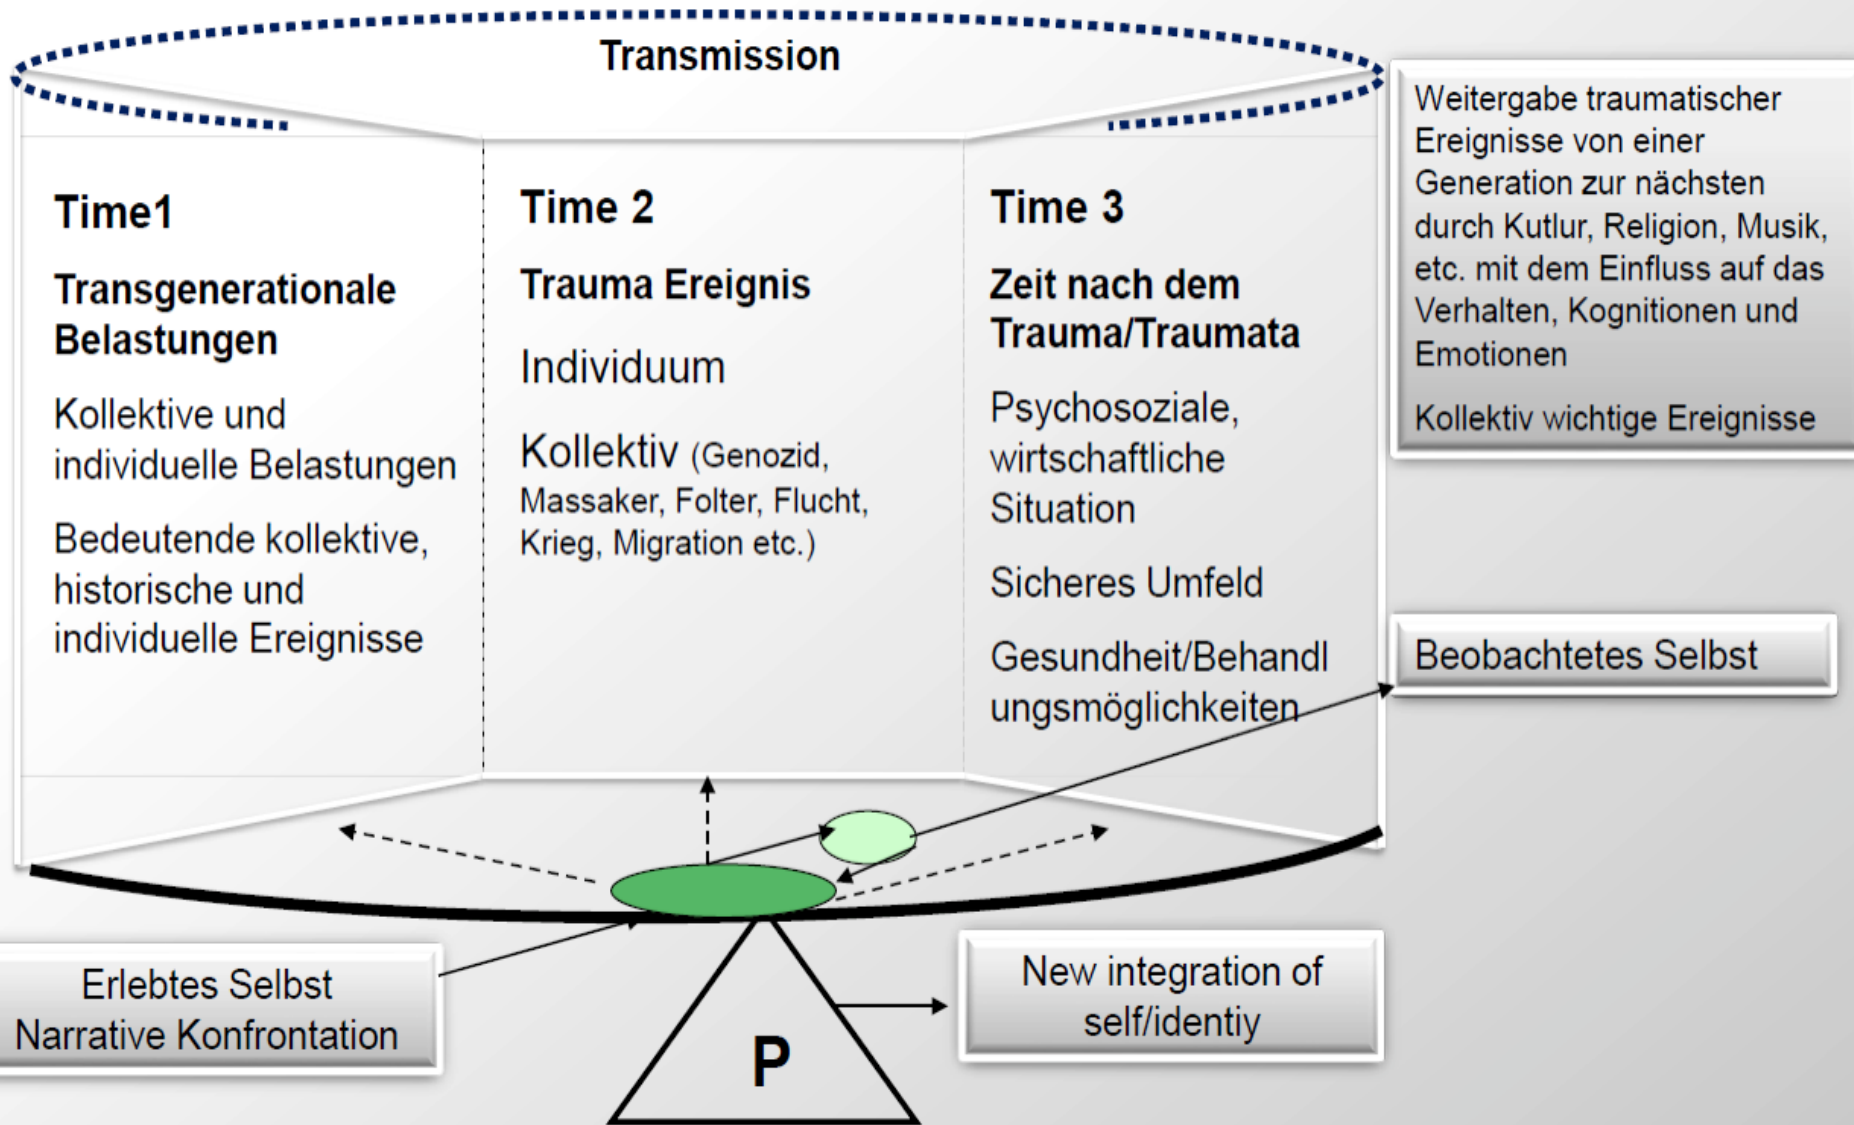 Transmission
Time1
Transgenerationale
Belastungen
Kollektive und
individuelle Belastungen
Bedeutende kollektive,
historische und
individuelle Ereignisse
Time 2
Trauma Ereignis
Individuum
Kollektiv (Genozid,
Massaker, Folter, Flucht,
Krieg, Migration etc.)
Time 3
Zeit nach dem
Trauma/Traumata
Psychosoziale,
wirtschaftliche
Situation
Sicheres Umfeld
Gesundheit/Behandl
ungsmöglichkeiten
Weitergabe traumatischer
Ereignisse von einer
Generation zur nächsten
durch Kutlur, Religion, Musik,
etc. mit dem Einfluss auf das
Verhalten, Kognitionen und
Emotionen
Kollektiv wichtige Ereignisse
Beobachtetes Selbst
Erlebtes Selbst
Narrative Konfrontation
P
New integration of
self/identiy